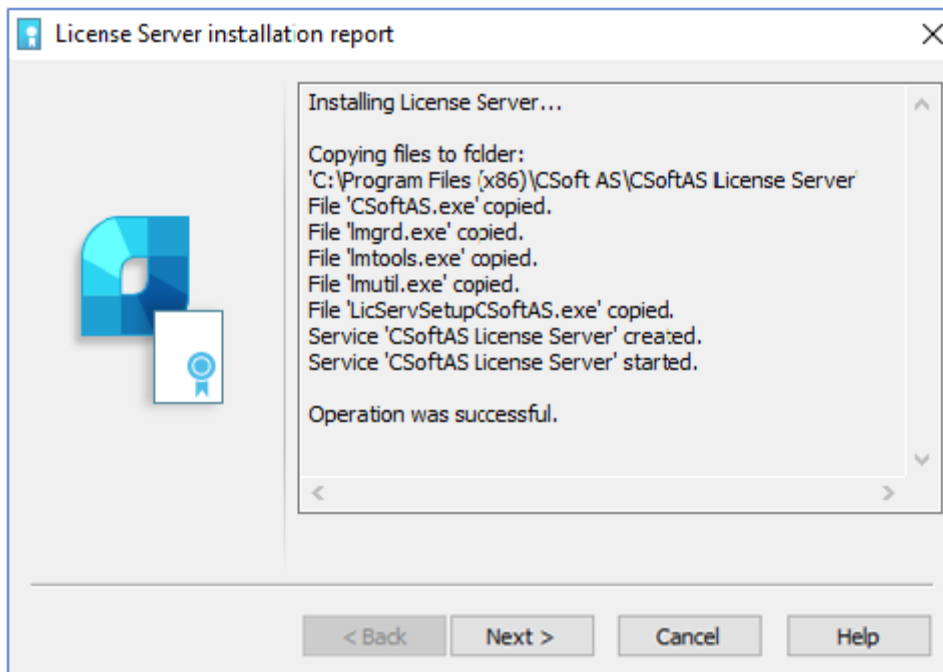 License Server installation report
Installing License Server...
Copying files to folder:
'C:\Program Files (x86)\CSoft AS\CSoftAS License Server'
File 'CSoftAS.exe' copied.
File 'lmgrd.exe' copied.
File 'lmtools.exe' copied.
File 'lmutil.exe' copied.
File 'LicServSetupCSoftAS.exe' copied.
Service 'CSoftAS License Server' created.
Service 'CSoftAS License Server' started.
Operation was successful.
< Back
Next >
Cancel
Help